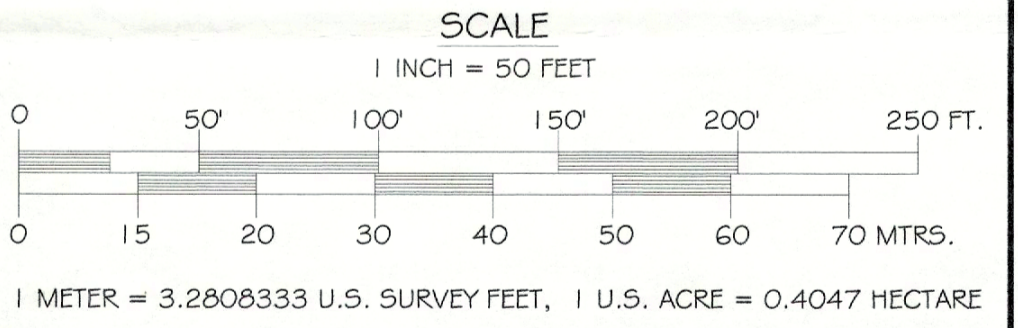 SCALE
1 INCH = 50 FEET
0 50' 100' 150' 200' 250 FT.
0 15 20 30 40 50 60 70 MTRS.
1 METER = 3.2808333 U.S. SURVEY FEET, 1 U.S. ACRE = 0.4047 HECTARE